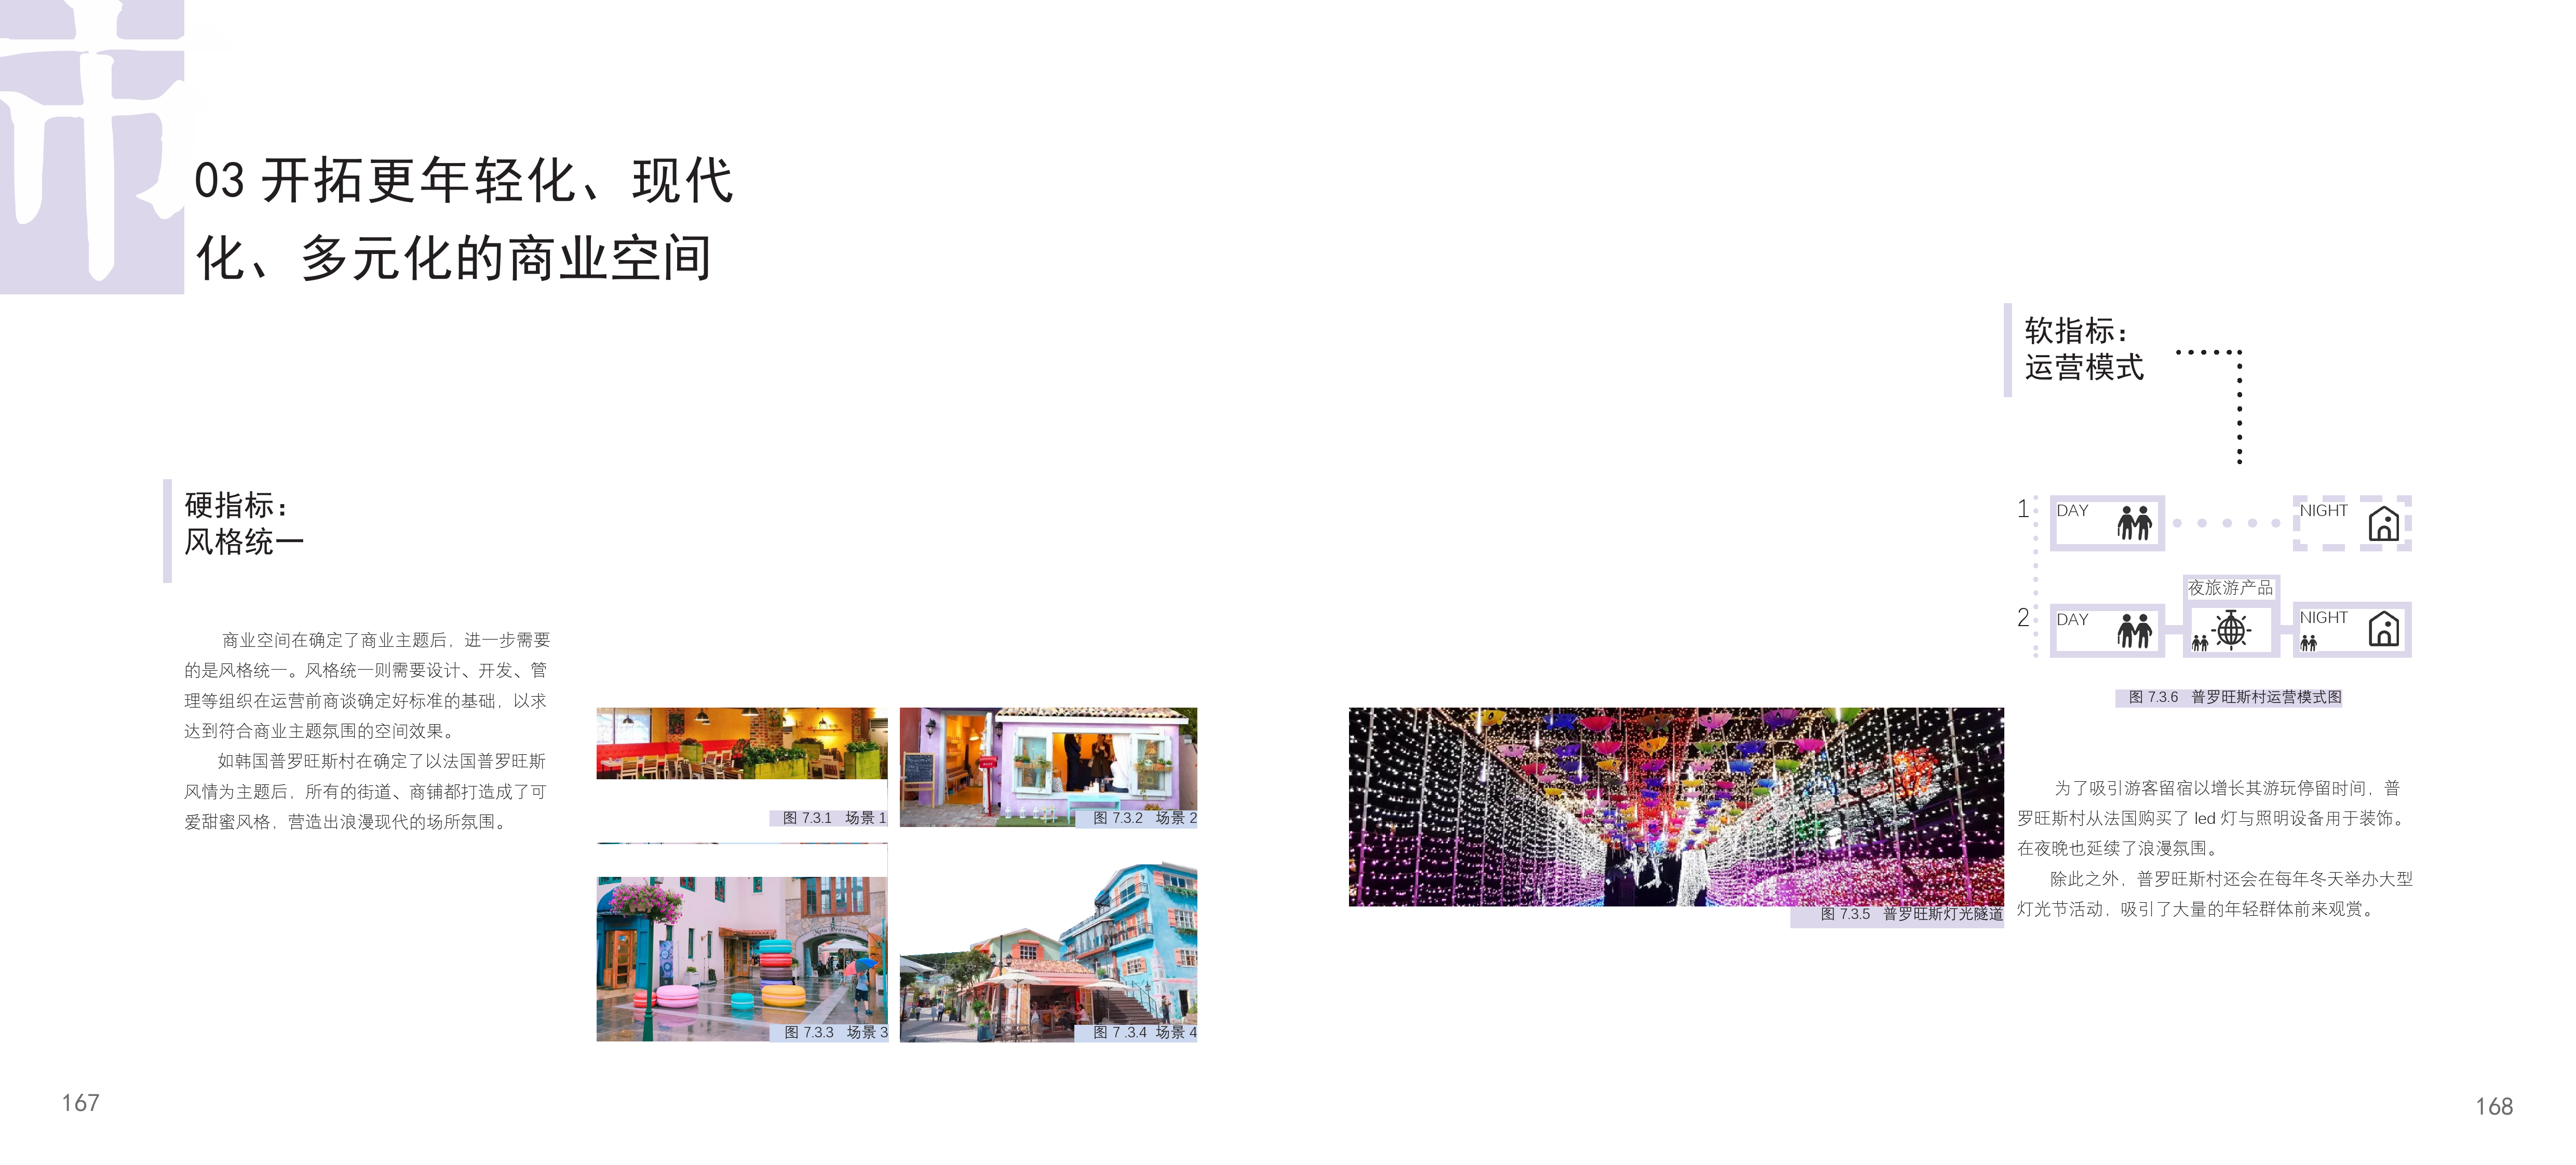 市
03 开拓更年轻化、现代
化、多元化的商业空间
硬指标：
风格统一
商业空间在确定了商业主题后，进一步需要
的是风格统一。风格统一则需要设计、开发、管
理等组织在运营前商谈确定好标准的基础，以求
达到符合商业主题氛围的空间效果。
如韩国普罗旺斯村在确定了以法国普罗旺斯
风情为主题后，所有的街道、商铺都打造成了可
爱甜蜜风格，营造出浪漫现代的场所氛围。
图 7.3.1 场景 1
图 7.3.2 场景 2
图 7.3.3 场景 3
图 7 .3.4 场景 4
167
软指标：
运营模式
1
DAY
NIGHT
2
DAY
夜旅游产品
NIGHT
图 7.3.6 普罗旺斯村运营模式图
图 7.3.5 普罗旺斯灯光隧道
为了吸引游客留宿以增长其游玩停留时间，普
罗旺斯村从法国购买了 led 灯与照明设备用于装饰。
在夜晚也延续了浪漫氛围。
除此之外，普罗旺斯村还会在每年冬天举办大型
灯光节活动，吸引了大量的年轻群体前来观赏。
168